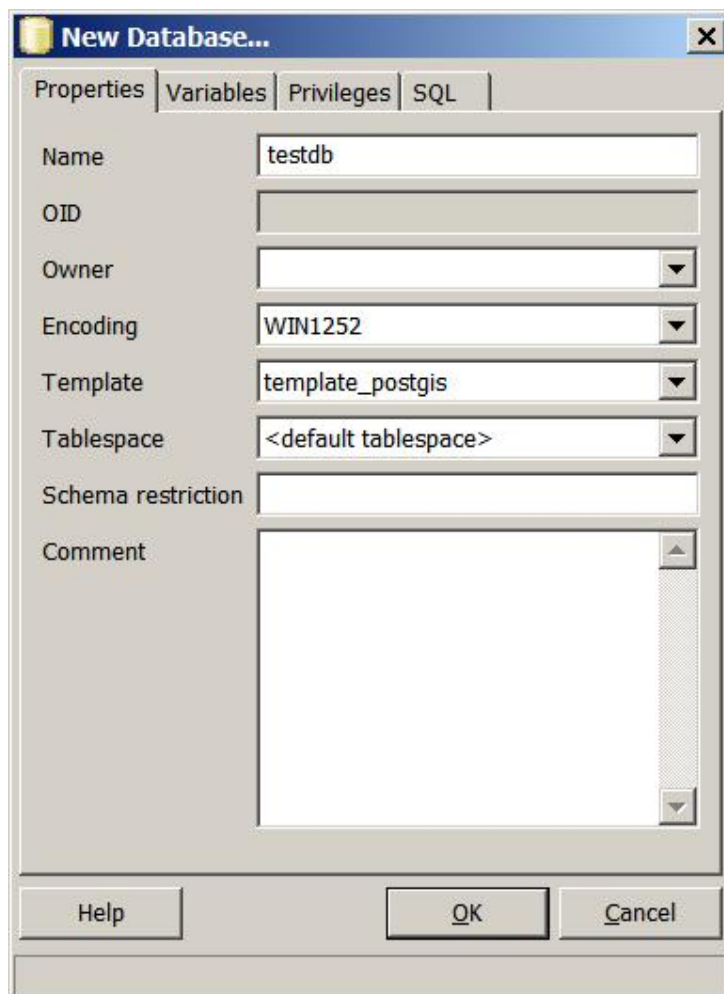 New Database...
Properties Variables Privileges SQL
Name testdb
OID
Owner
Encoding WIN1252
Template template_postgis
Tablespace <default tablespace>
Schema restriction
Comment
Help OK Cancel